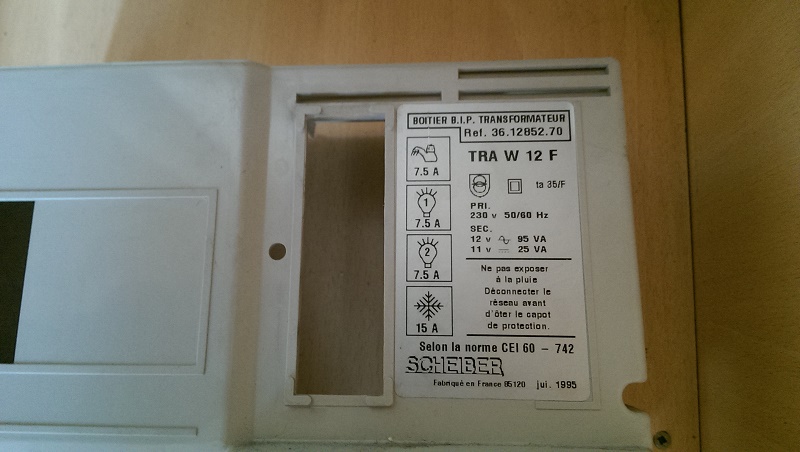 BOITIER B.I.P. TRANSFORMATEUR
Ref. 36.12852.70
TRA W 12 F
7.5 A
ta 35/F
1
7.5 A
PRI.
230 v 50/60 Hz
SEC.
12 v 95 VA
11 v 25 VA
2
7.5 A
Ne pas exposer
à la pluie
Déconnecter le
réseau avant
d'ôter le capot
de protection.
15 A
Selon la norme CEI 60 - 742
SCHEIBER
Fabriqué en France 85120 jui. 1995